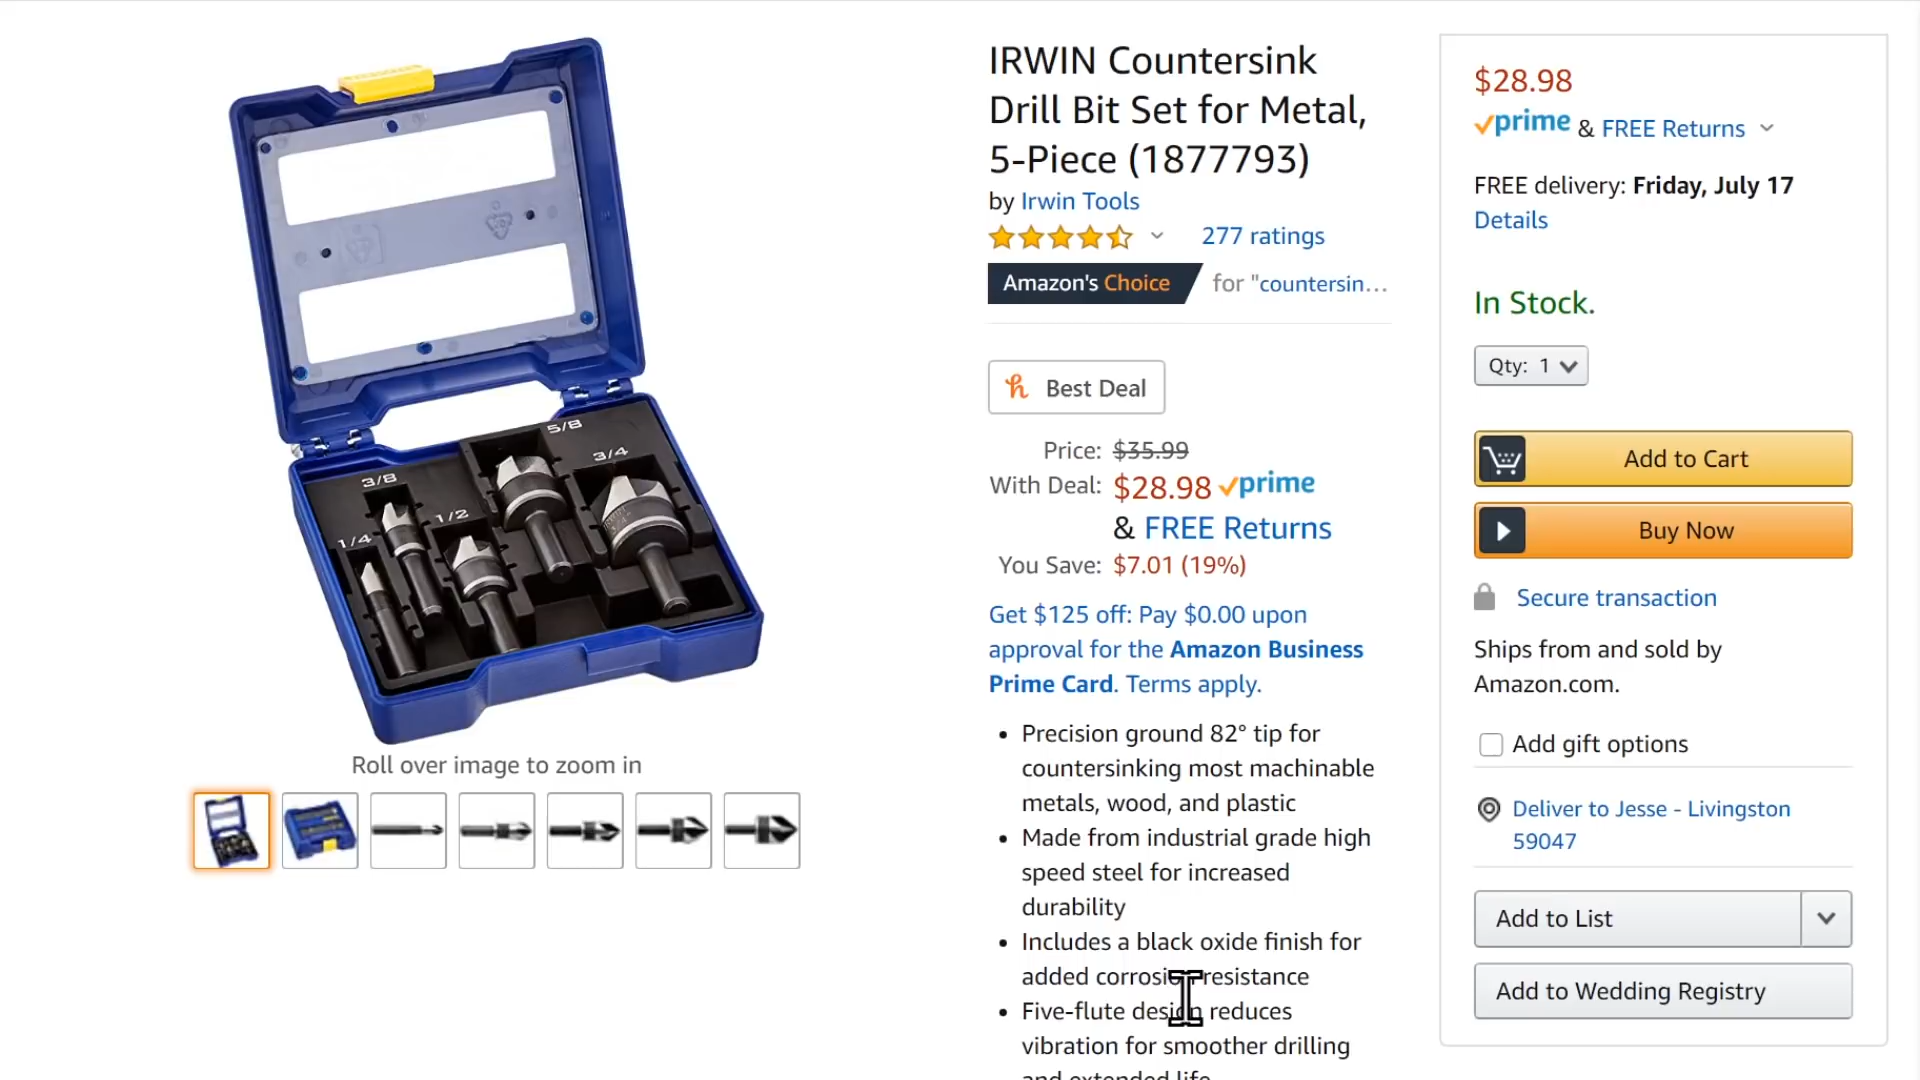 3/8
5/8
3/4
1/2
1/4
Roll over image to zoom in
IRWIN Countersink
Drill Bit Set for Metal,
5-Piece (1877793)
by Irwin Tools
277 ratings
Amazon's Choice for "countersin...
Best Deal
Price: $35.99
With Deal: $28.98 prime
& FREE Returns
You Save: $7.01 (19%)
Get $125 off: Pay $0.00 upon
approval for the Amazon Business
Prime Card. Terms apply.
• Precision ground 82° tip for
countersinking most machinable
metals, wood, and plastic
• Made from industrial grade high
speed steel for increased
durability
• Includes a black oxide finish for
added corrosion resistance
• Five-flute design reduces
vibration for smoother drilling
and extended life
$28.98
prime & FREE Returns
FREE delivery: Friday, July 17
Details
In Stock.
Qty: 1
Add to Cart
Buy Now
Secure transaction
Ships from and sold by
Amazon.com.
Add gift options
Deliver to Jesse - Livingston
59047
Add to List
Add to Wedding Registry